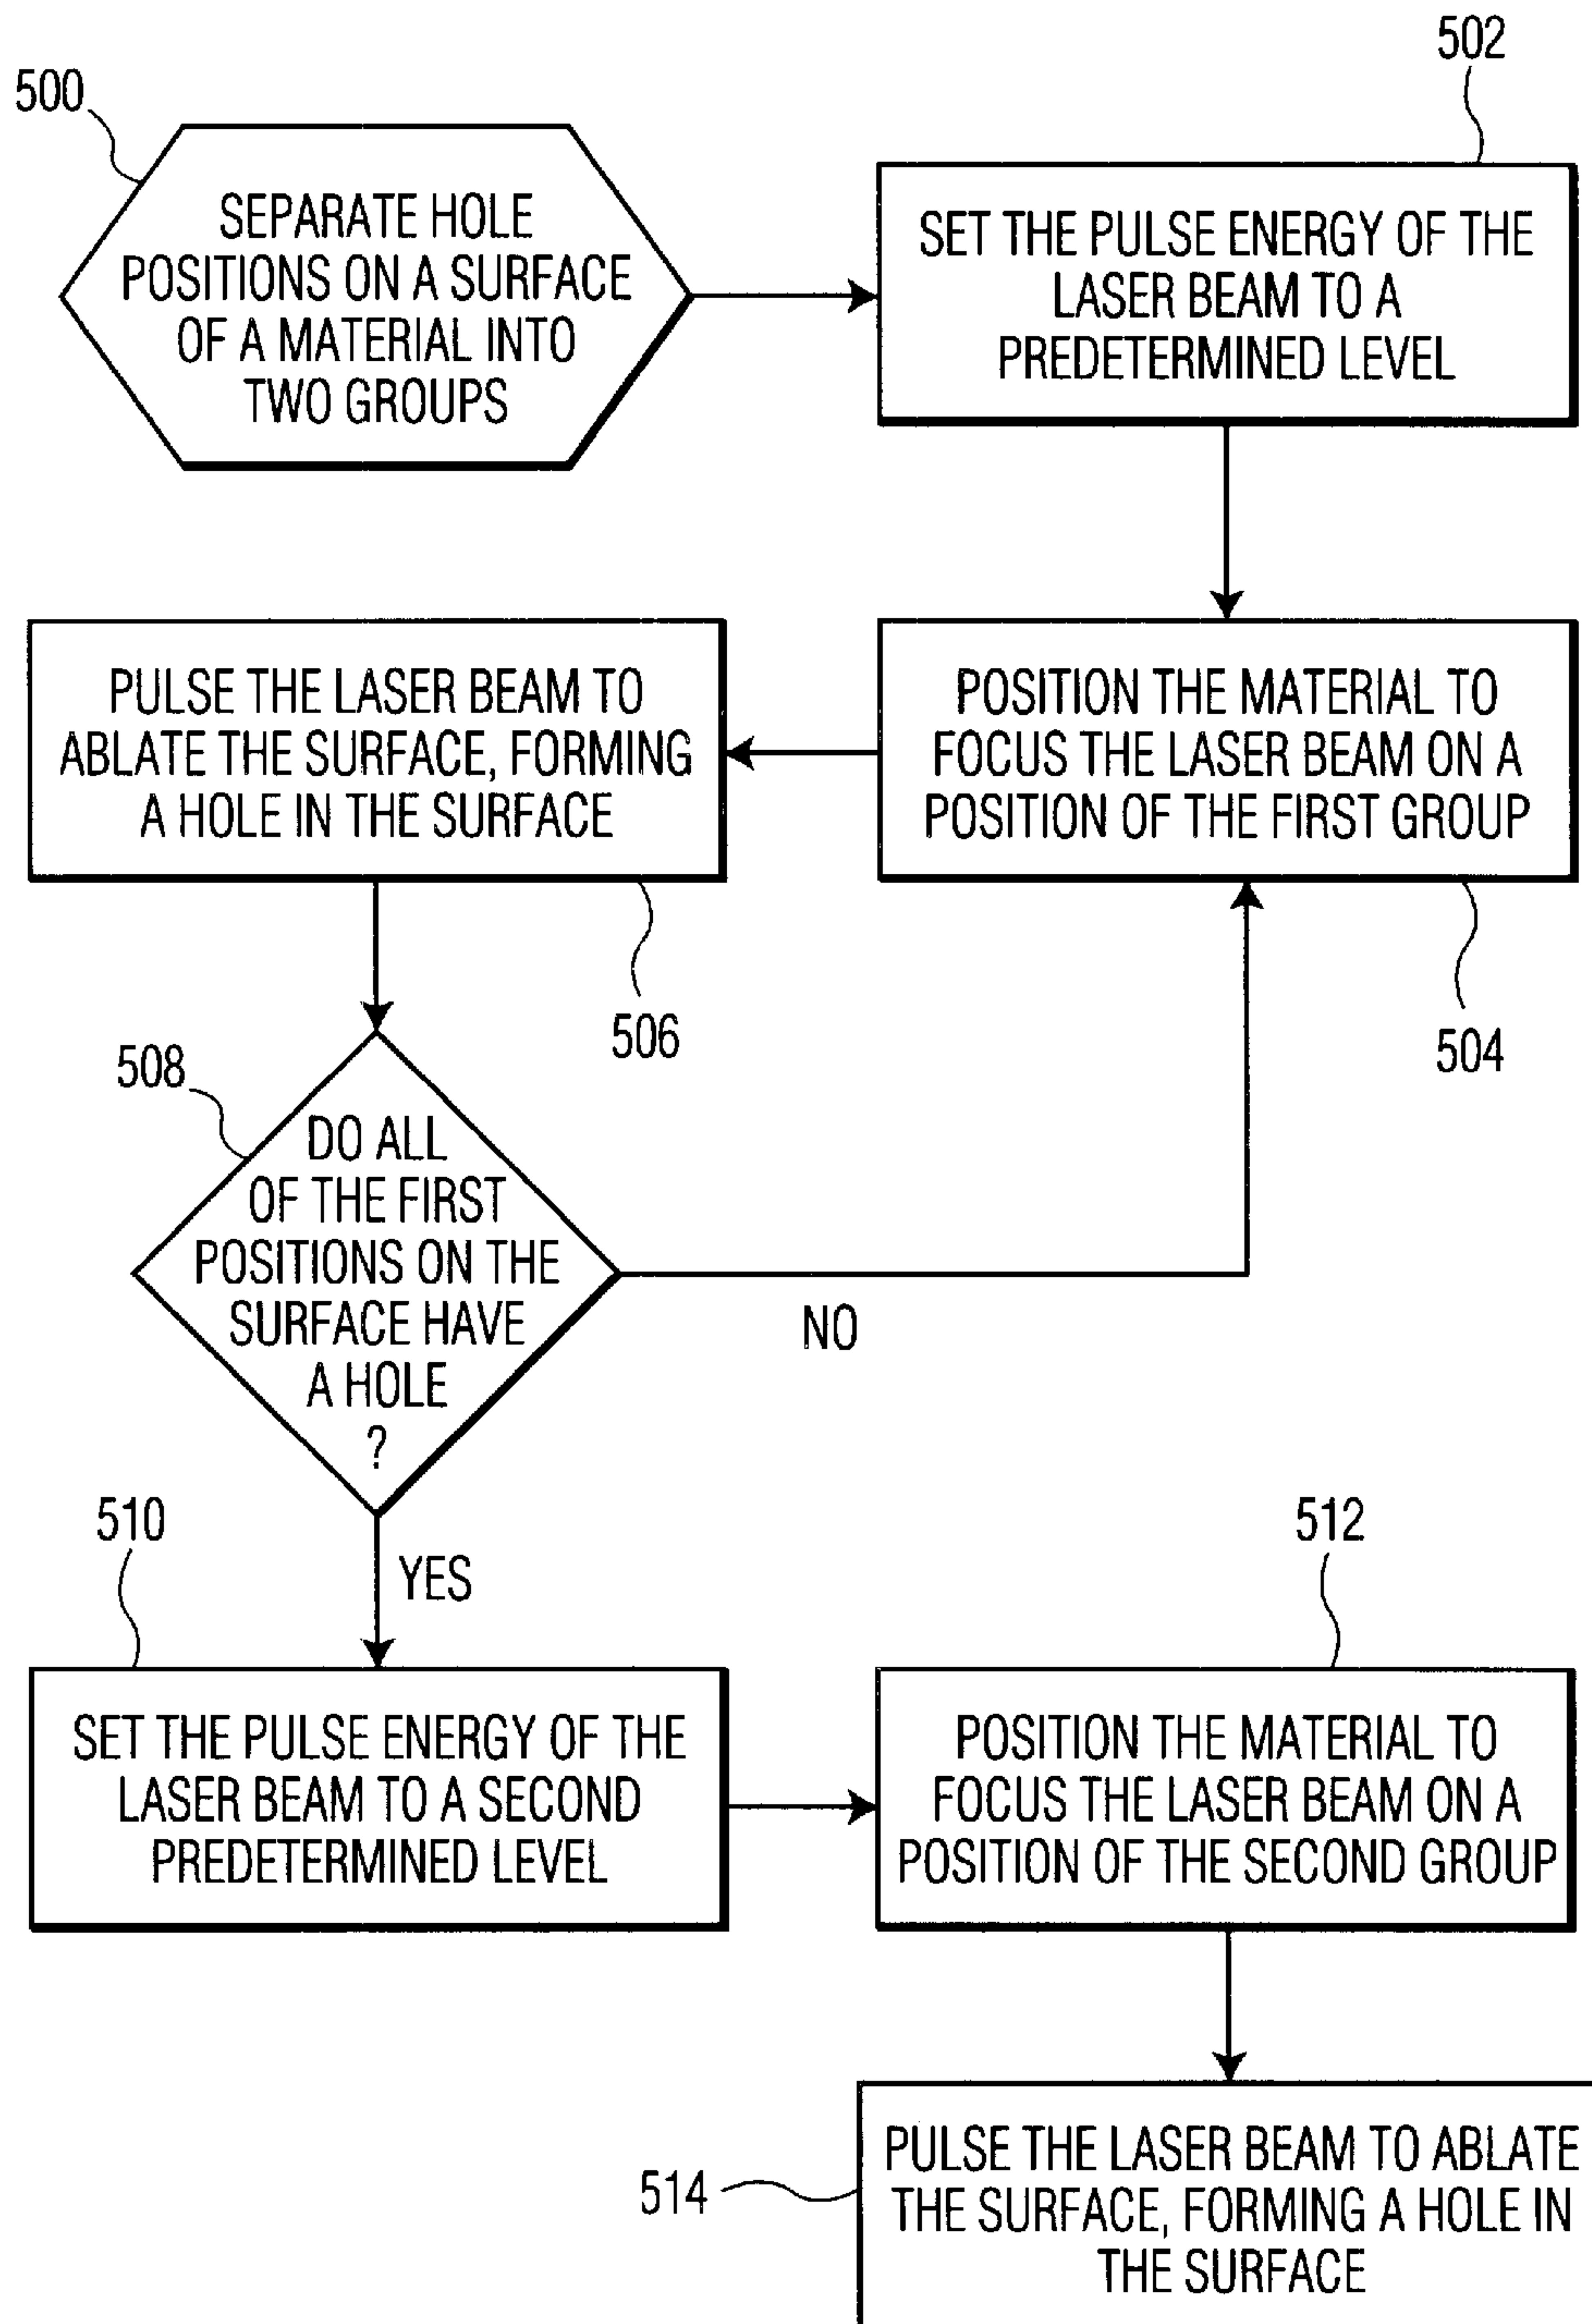 500
SEPARATE HOLE
POSITIONS ON A SURFACE
OF A MATERIAL INTO
TWO GROUPS
502
SET THE PULSE ENERGY OF THE
LASER BEAM TO A
PREDETERMINED LEVEL
POSITION THE MATERIAL TO
FOCUS THE LASER BEAM ON A
POSITION OF THE FIRST GROUP
504
PULSE THE LASER BEAM TO
ABLATE THE SURFACE, FORMING
A HOLE IN THE SURFACE
506
508
DO ALL
OF THE FIRST
POSITIONS ON THE
SURFACE HAVE
A HOLE
?
NO
YES
510
SET THE PULSE ENERGY OF THE
LASER BEAM TO A SECOND
PREDETERMINED LEVEL
512
POSITION THE MATERIAL TO
FOCUS THE LASER BEAM ON A
POSITION OF THE SECOND GROUP
514
PULSE THE LASER BEAM TO ABLATE
THE SURFACE, FORMING A HOLE IN
THE SURFACE